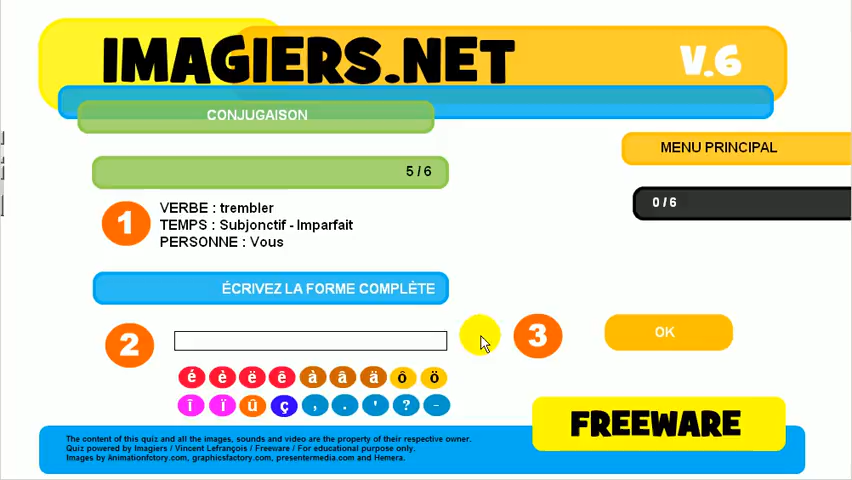 IMAGIERS.NET
V.6
CONJUGAISON
MENU PRINCIPAL
5 / 6
0 / 6
1
VERBE : trembler
TEMPS : Subjonctif - Imparfait
PERSONNE : Vous
ÉCRIVEZ LA FORME COMPLÈTE
2
3
OK
é è ë ê à â ä ô ö
î ï û ç , . ' ? -
FREEWARE
The content of this quiz and all the images, sounds and video are the property of their respective owner.
Quiz powered by Imagiers / Vincent Lefrançois / Freeware / For educational purpose only.
Images by Animationfctory.com, graphicsfactory.com, presentermedia.com and Hemera.